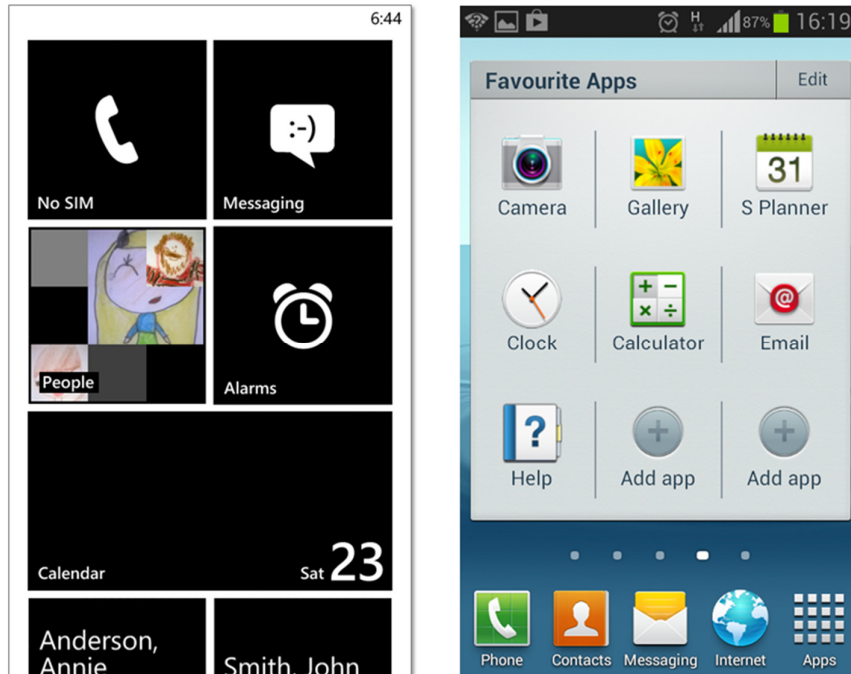 6:44
:-)
No SIM
Messaging
People
Alarms
Calendar
Sat 23
Anderson,
Annie
Smith, John
H
87%
16:19
Favourite Apps
Edit
31
Camera
Gallery
S Planner
+ −
× ÷
@
Clock
Calculator
Email
?
+
+
Help
Add app
Add app
Phone
Contacts
Messaging
Internet
Apps